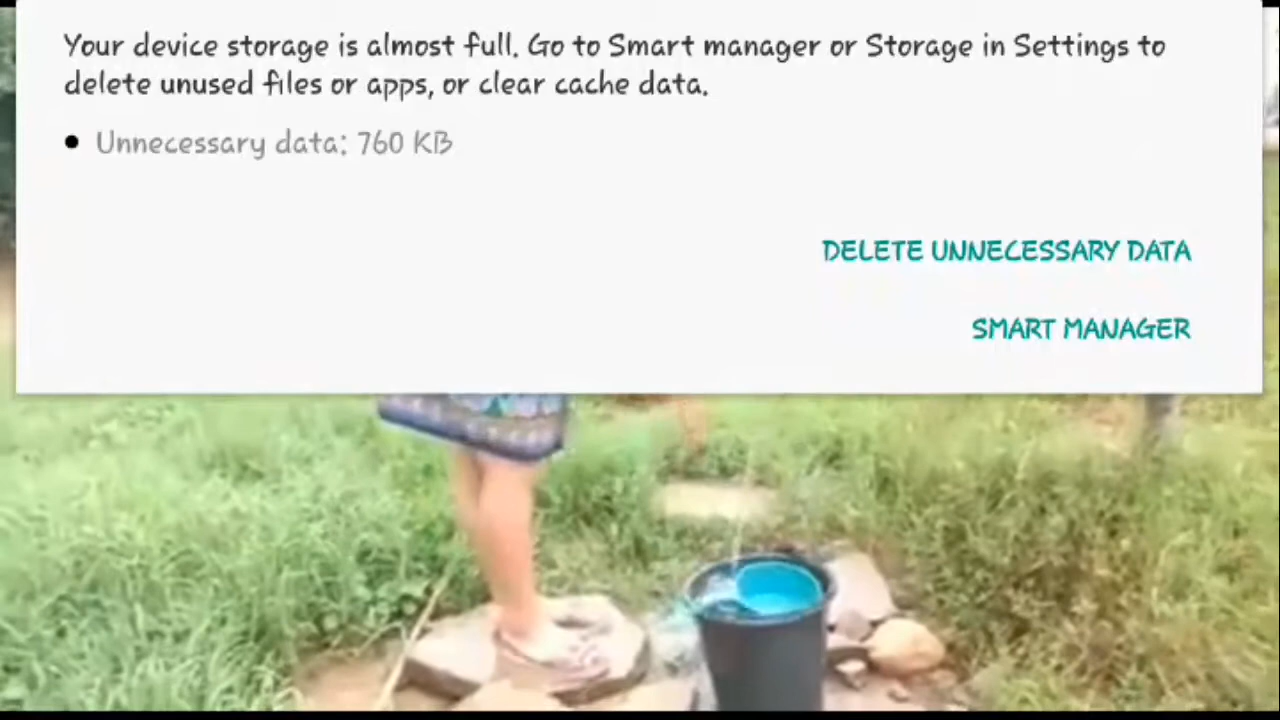 Your device storage is almost full. Go to Smart manager or Storage in Settings to
delete unused files or apps, or clear cache data.
• Unnecessary data: 760 KB
DELETE UNNECESSARY DATA
SMART MANAGER